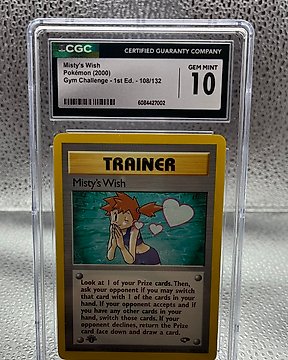 CGC
CERTIFIED GUARANTY COMPANY
Misty's Wish
Pokémon (2000)
Gym Challenge - 1st Ed. - 108/132
GEM MINT
10
6084427002
TRAINER
Misty's Wish
Look at 1 of your Prize cards. Then,
ask your opponent if you may switch
that card with 1 of the cards in your
hand. If your opponent accepts and if
you have any other cards in your
hand, switch those cards. If your
opponent declines, return the Prize
card face down and draw a card.